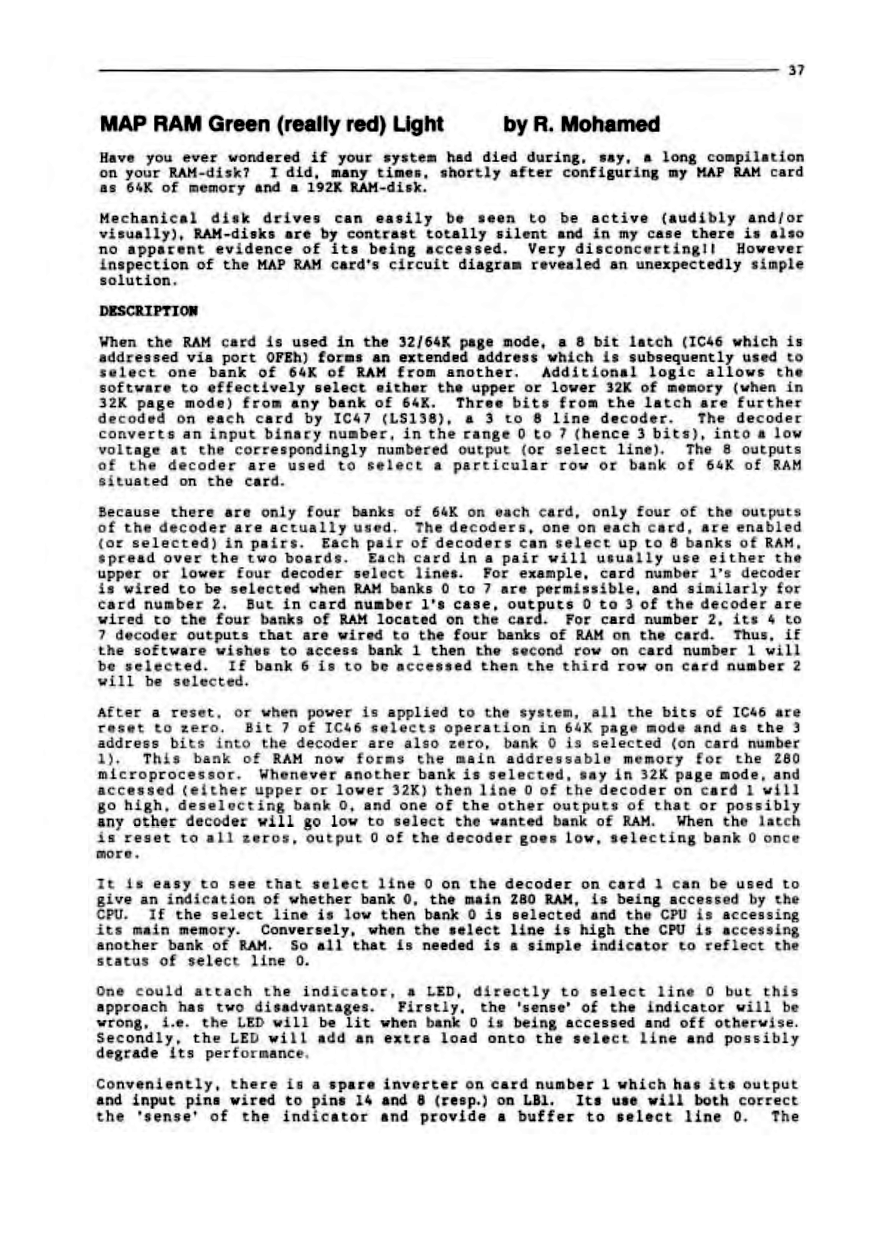 37
MAP RAM Green (really red) Light by R. Mohamed
Have you ever wondered if your system had died during, say, a long compilation
on your RAM-disk? I did, many times, shortly after configuring my MAP RAM card
as 64K of memory and a 192K RAM-disk.
Mechanical disk drives can easily be seen to be active (audibly and/or
visually), RAM-disks are by contrast totally silent and in my case there is also
no apparent evidence of its being accessed. Very disconcerting!! However
inspection of the MAP RAM card's circuit diagram revealed an unexpectedly simple
solution.
DESCRIPTION
When the RAM card is used in the 32/64K page mode, a 8 bit latch (IC46 which is
addressed via port OFEh) forms an extended address which is subsequently used to
select one bank of 64K of RAM from another. Additional logic allows the
software to effectively select either the upper or lower 32K of memory (when in
32K page mode) from any bank of 64K. Three bits from the latch are further
decoded on each card by IC47 (LS138), a 3 to 8 line decoder. The decoder
converts an input binary number, in the range 0 to 7 (hence 3 bits), into a low
voltage at the correspondingly numbered output (or select line). The 8 outputs
of the decoder are used to select a particular row or bank of 64K of RAM
situated on the card.
Because there are only four banks of 64K on each card, only four of the outputs
of the decoder are actually used. The decoders, one on each card, are enabled
(or selected) in pairs. Each pair of decoders can select up to 8 banks of RAM,
spread over the two boards. Each card in a pair will usually use either the
upper or lower four decoder select lines. For example, card number 1's decoder
is wired to be selected when RAM banks 0 to 7 are permissible, and similarly for
card number 2. But in card number 1's case, outputs 0 to 3 of the decoder are
wired to the four banks of RAM located on the card. For card number 2, its 4 to
7 decoder outputs that are wired to the four banks of RAM on the card. Thus, if
the software wishes to access bank 1 then the second row on card number 1 will
be selected. If bank 6 is to be accessed then the third row on card number 2
will be selected.
After a reset, or when power is applied to the system, all the bits of IC46 are
reset to zero. Bit 7 of IC46 selects operation in 64K page mode and as the 3
address bits into the decoder are also zero, bank 0 is selected (on card number
1). This bank of RAM now forms the main addressable memory for the Z80
microprocessor. Whenever another bank is selected, say in 32K page mode, and
accessed (either upper or lower 32K) then line 0 of the decoder on card 1 will
go high, deselecting bank 0, and one of the other outputs of that or possibly
any other decoder will go low to select the wanted bank of RAM. When the latch
is reset to all zeros, output 0 of the decoder goes low, selecting bank 0 once
more.
It is easy to see that select line 0 on the decoder on card 1 can be used to
give an indication of whether bank 0, the main Z80 RAM, is being accessed by the
CPU. If the select line is low then bank 0 is selected and the CPU is accessing
its main memory. Conversely, when the select line is high the CPU is accessing
another bank of RAM. So all that is needed is a simple indicator to reflect the
status of select line 0.
One could attach the indicator, a LED, directly to select line 0 but this
approach has two disadvantages. Firstly, the 'sense' of the indicator will be
wrong, i.e. the LED will be lit when bank 0 is being accessed and off otherwise.
Secondly, the LED will add an extra load onto the select line and possibly
degrade its performance.
Conveniently, there is a spare inverter on card number 1 which has its output
and input pins wired to pins 14 and 8 (resp.) on LB1. Its use will both correct
the 'sense' of the indicator and provide a buffer to select line 0. The